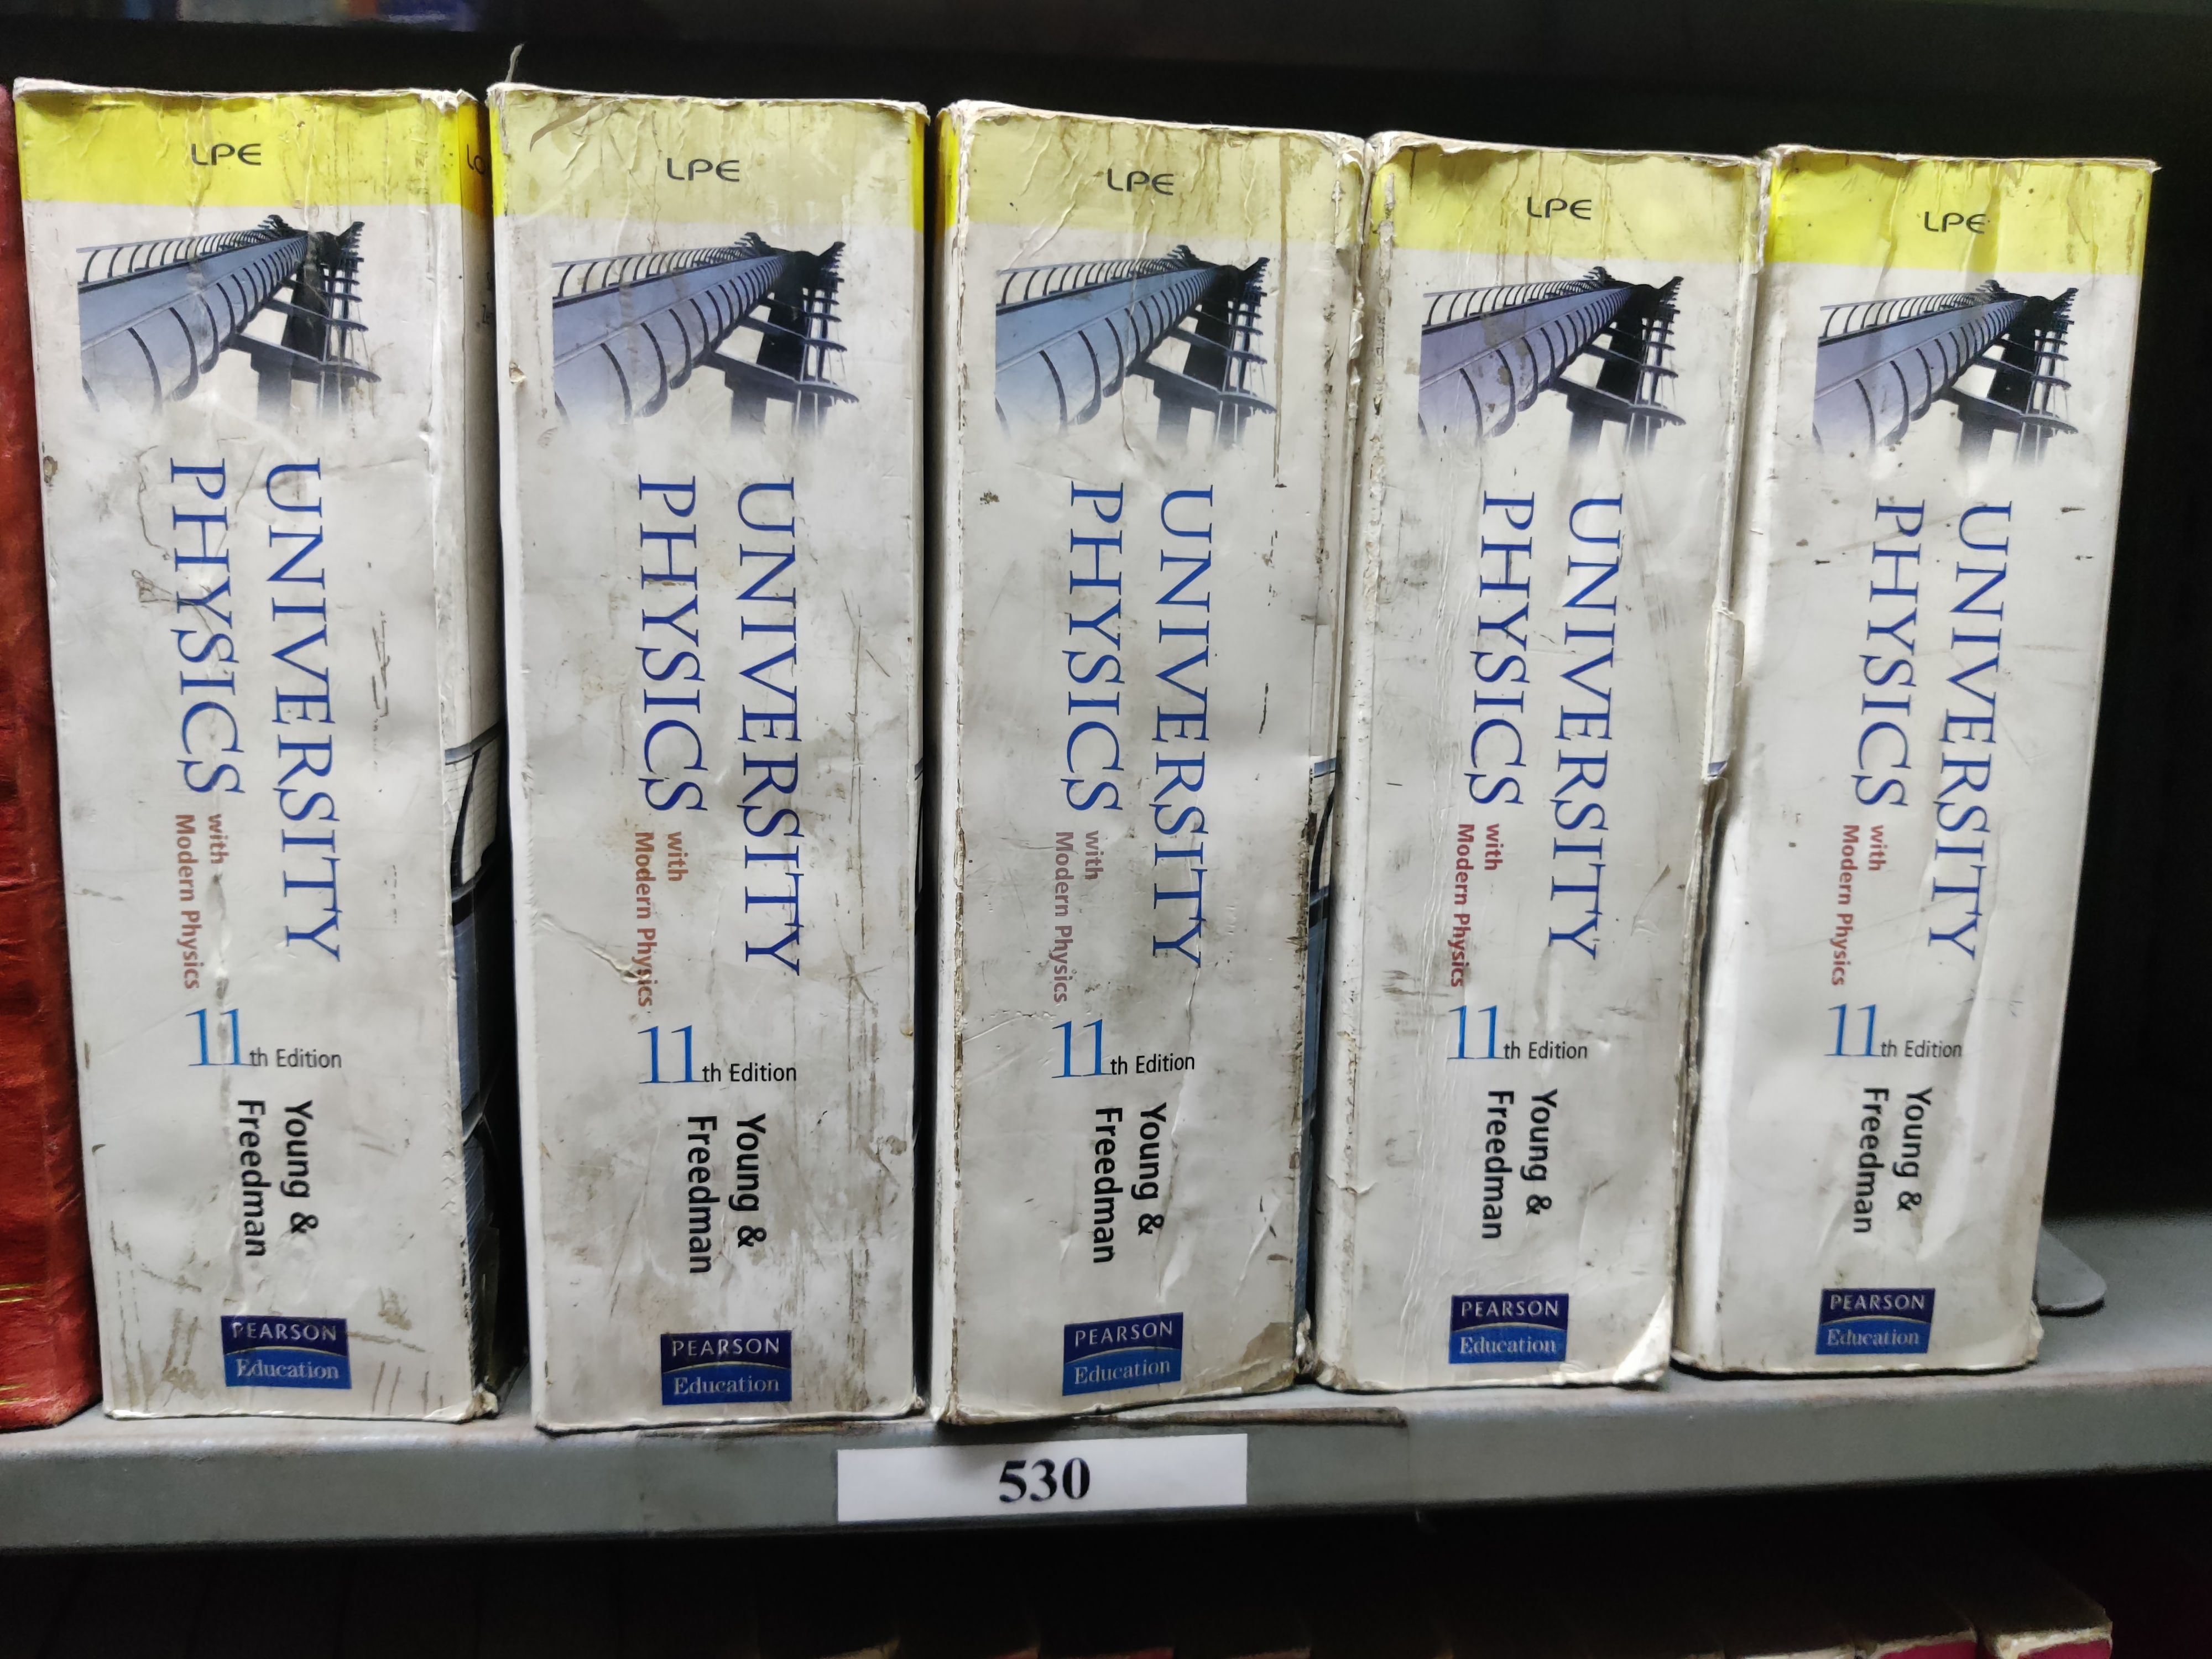 LPE
UNIVERSITY
PHYSICS
with
Modern Physics
11th Edition
Young &
Freedman
PEARSON
Education
LPE
UNIVERSITY
PHYSICS
with
Modern Physics
11th Edition
Young &
Freedman
PEARSON
Education
LPE
UNIVERSITY
PHYSICS
with
Modern Physics
11th Edition
Young &
Freedman
PEARSON
Education
LPE
UNIVERSITY
PHYSICS
with
Modern Physics
11th Edition
Young &
Freedman
PEARSON
Education
LPE
UNIVERSITY
PHYSICS
with
Modern Physics
11th Edition
Young &
Freedman
PEARSON
Education
530